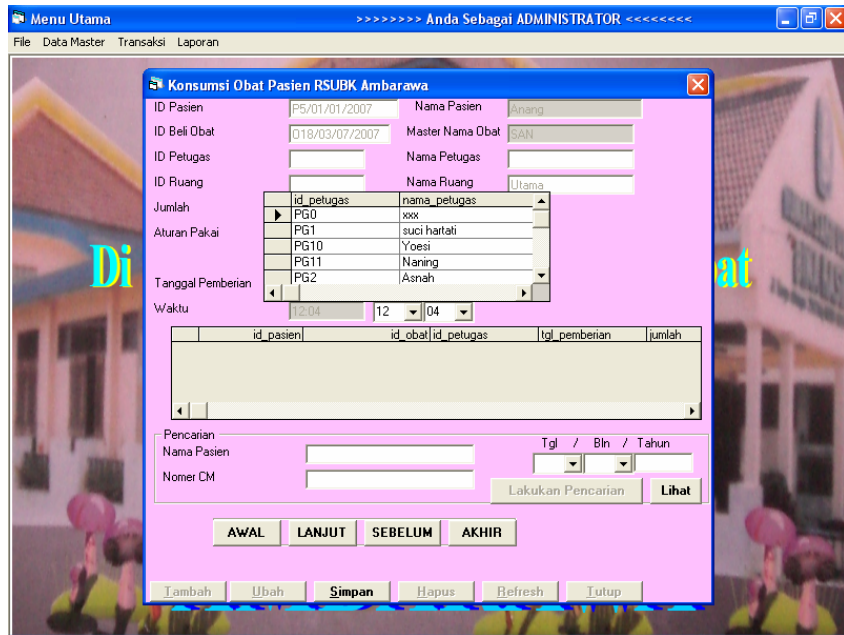 Menu Utama >>>>>>>> Anda Sebagai ADMINISTRATOR <<<<<<<<
File Data Master Transaksi Laporan
Konsumsi Obat Pasien RSUBK Ambarawa
ID Pasien P5/01/01/2007 Nama Pasien Anang
ID Beli Obat O18/03/07/2007 Master Nama Obat SAN
ID Petugas Nama Petugas
ID Ruang Nama Ruang Utama
Jumlah
Aturan Pakai
id_petugas nama_petugas
PG0 xxx
PG1 suci hartati
PG10 Yoesi
PG11 Naning
PG2 Asnah
Di at
Tanggal Pemberian
Waktu 12:04 12 04
id_pasien id_obat id_petugas tgl_pemberian jumlah
Pencarian
Nama Pasien Tgl / Bln / Tahun
Nomer CM
Lakukan Pencarian Lihat
AWAL LANJUT SEBELUM AKHIR
Tambah Ubah Simpan Hapus Refresh Tutup